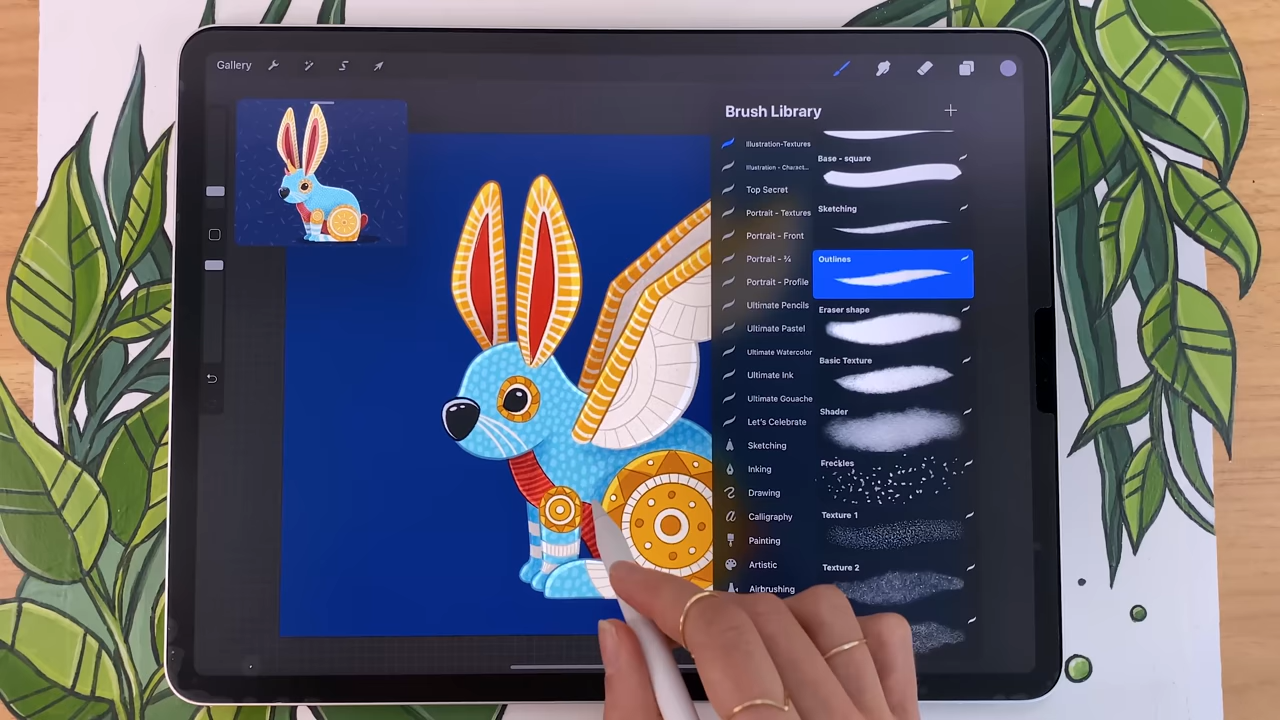 Gallery
Brush Library
Illustration-Textures
Illustration - Charact...
Top Secret
Portrait - Textures
Portrait - Front
Portrait - ¾
Portrait - Profile
Ultimate Pencils
Ultimate Pastel
Ultimate Watercolor
Ultimate Ink
Ultimate Gouache
Let's Celebrate
Sketching
Inking
Drawing
Calligraphy
Painting
Artistic
Airbrushing
Base - square
Sketching
Outlines
Eraser shape
Basic Texture
Shader
Freckles
Texture 1
Texture 2